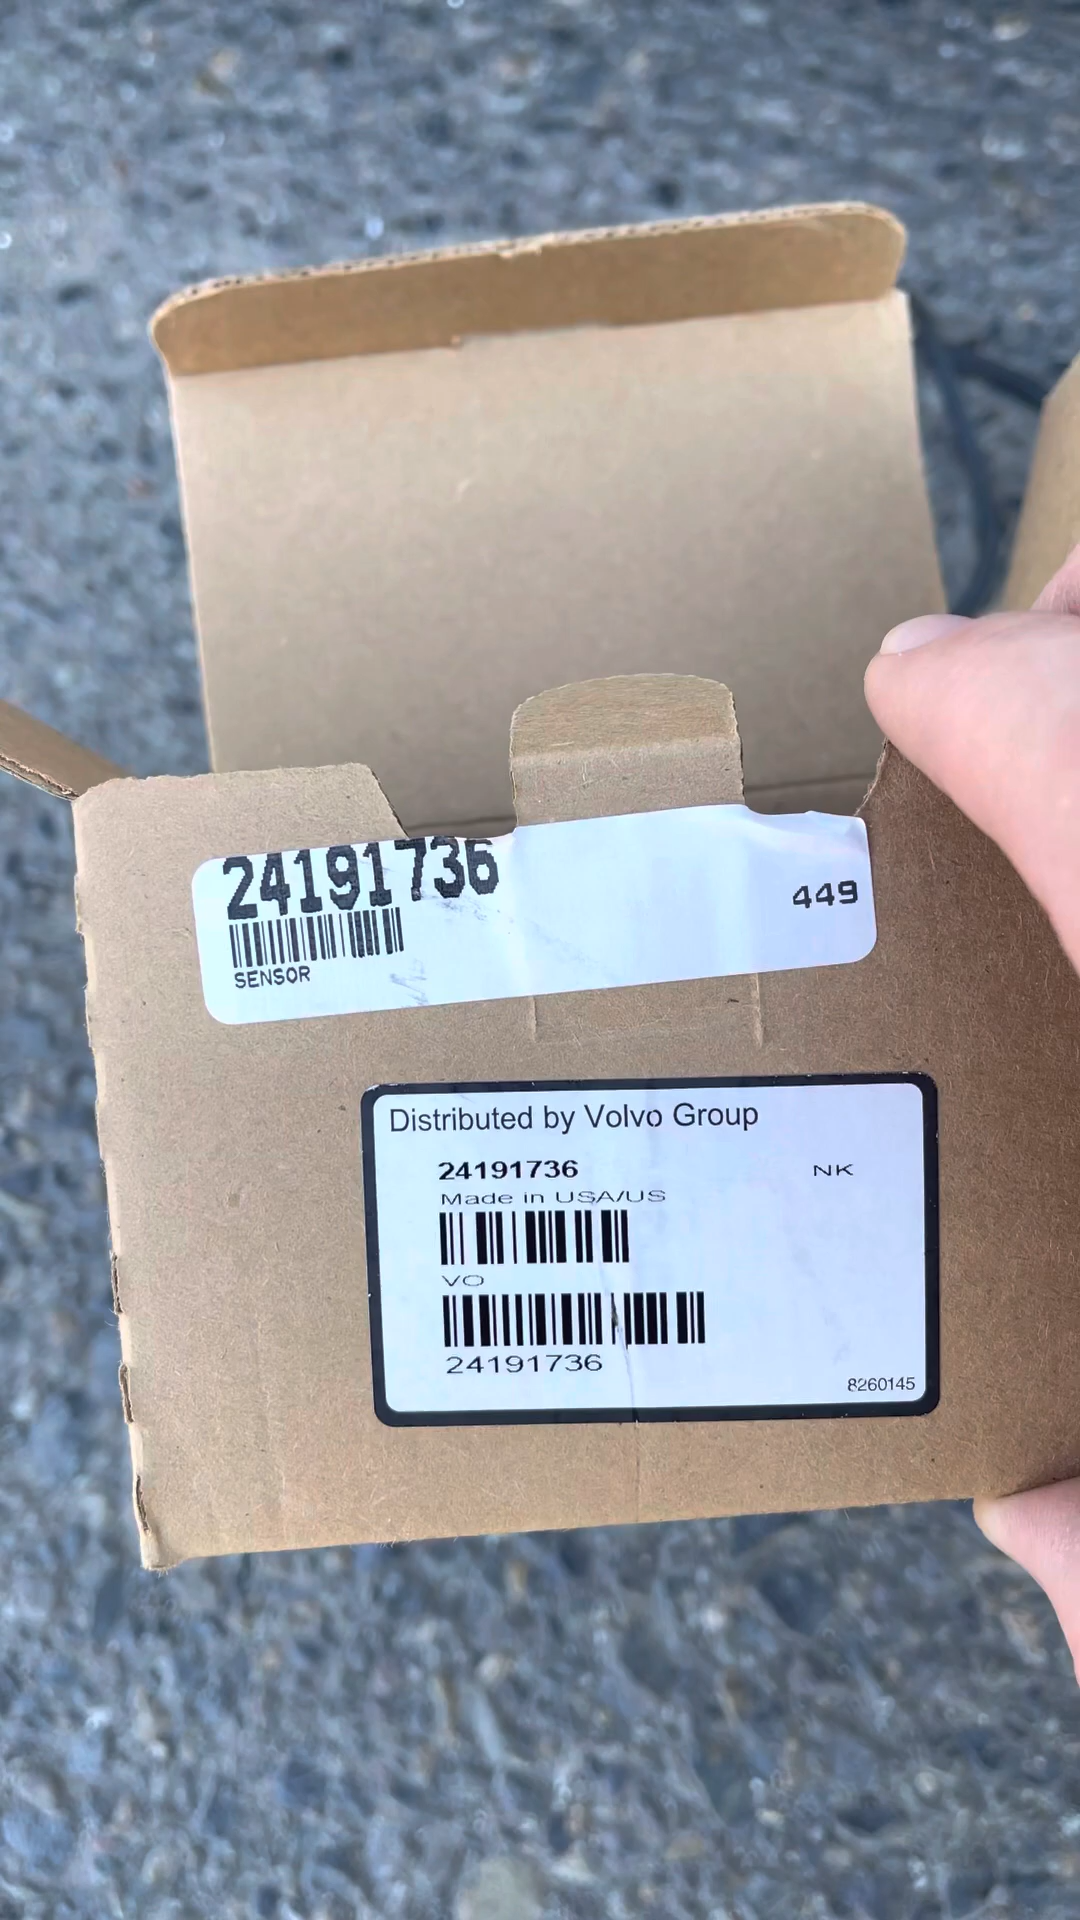 24191736
449
SENSOR
Distributed by Volvo Group
24191736
NK
Made in USA/US
VO
24191736
8260145